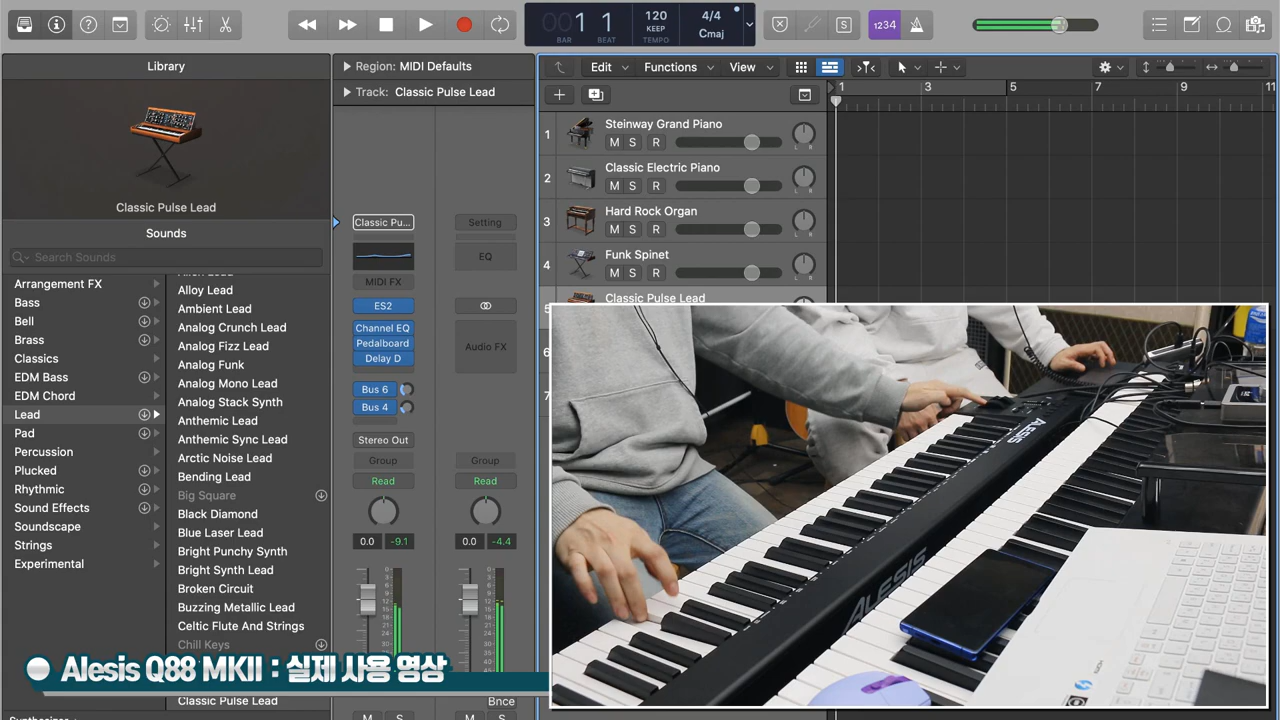 001 1 1
BAR BEAT
120
KEEP
TEMPO
4/4
Cmaj
1234
Library
Classic Pulse Lead
Sounds
Search Sounds
Arrangement FX
Bass
Bell
Brass
Classics
EDM Bass
EDM Chord
Lead
Pad
Percussion
Plucked
Rhythmic
Sound Effects
Soundscape
Strings
Experimental
Alloy Lead
Ambient Lead
Analog Crunch Lead
Analog Fizz Lead
Analog Funk
Analog Mono Lead
Analog Stack Synth
Anthemic Lead
Anthemic Sync Lead
Arctic Noise Lead
Bending Lead
Big Square
Black Diamond
Blue Laser Lead
Bright Punchy Synth
Bright Synth Lead
Broken Circuit
Buzzing Metallic Lead
Celtic Flute And Strings
Chill Keys
Classic Pulse Lead
Region: MIDI Defaults
Track: Classic Pulse Lead
Classic Pu...
Setting
EQ
MIDI FX
ES2
Channel EQ
Pedalboard
Delay D
Audio FX
Bus 6
Bus 4
Stereo Out
Group
Group
Read
Read
0.0 -9.1
0.0 -4.4
Bnce
M S
M S
Edit Functions View
1 3 5 7 9 11
1 Steinway Grand Piano
M S R
2 Classic Electric Piano
M S R
3 Hard Rock Organ
M S R
4 Funk Spinet
M S R
Classic Pulse Lead
6
7
ALESIS
ALESIS
Alesis Q88 MKII : 실제 사용 영상